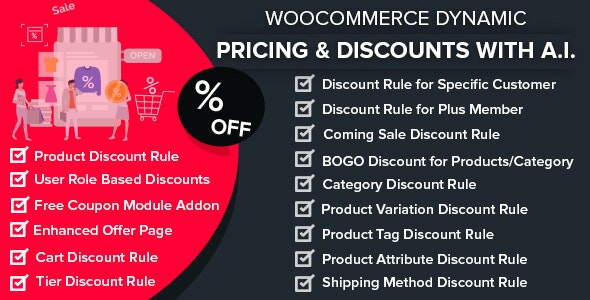 Sale
OPEN
%
OFF
Product Discount Rule
User Role Based Discounts
Free Coupon Module Addon
Enhanced Offer Page
Cart Discount Rule
Tier Discount Rule
WOOCOMMERCE DYNAMIC
PRICING & DISCOUNTS WITH A.I.
Discount Rule for Specific Customer
Discount Rule for Plus Member
Coming Sale Discount Rule
BOGO Discount for Products/Category
Category Discount Rule
Product Variation Discount Rule
Product Tag Discount Rule
Product Attribute Discount Rule
Shipping Method Discount Rule